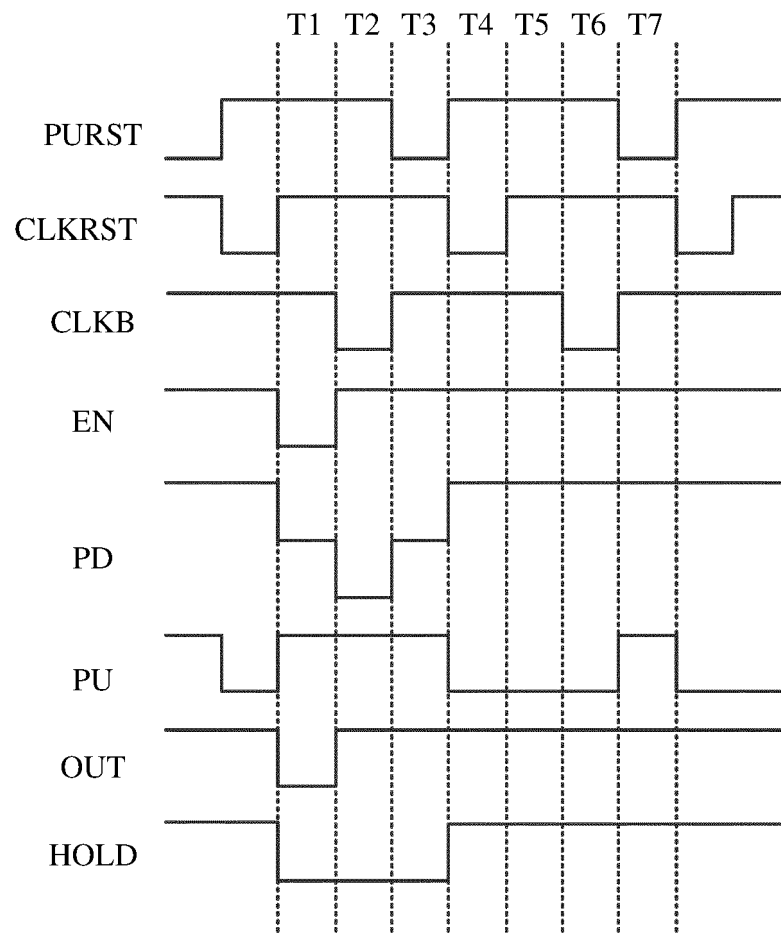 T1 T2 T3 T4 T5 T6 T7
PURST
CLKRST
CLKB
EN
PD
PU
OUT
HOLD